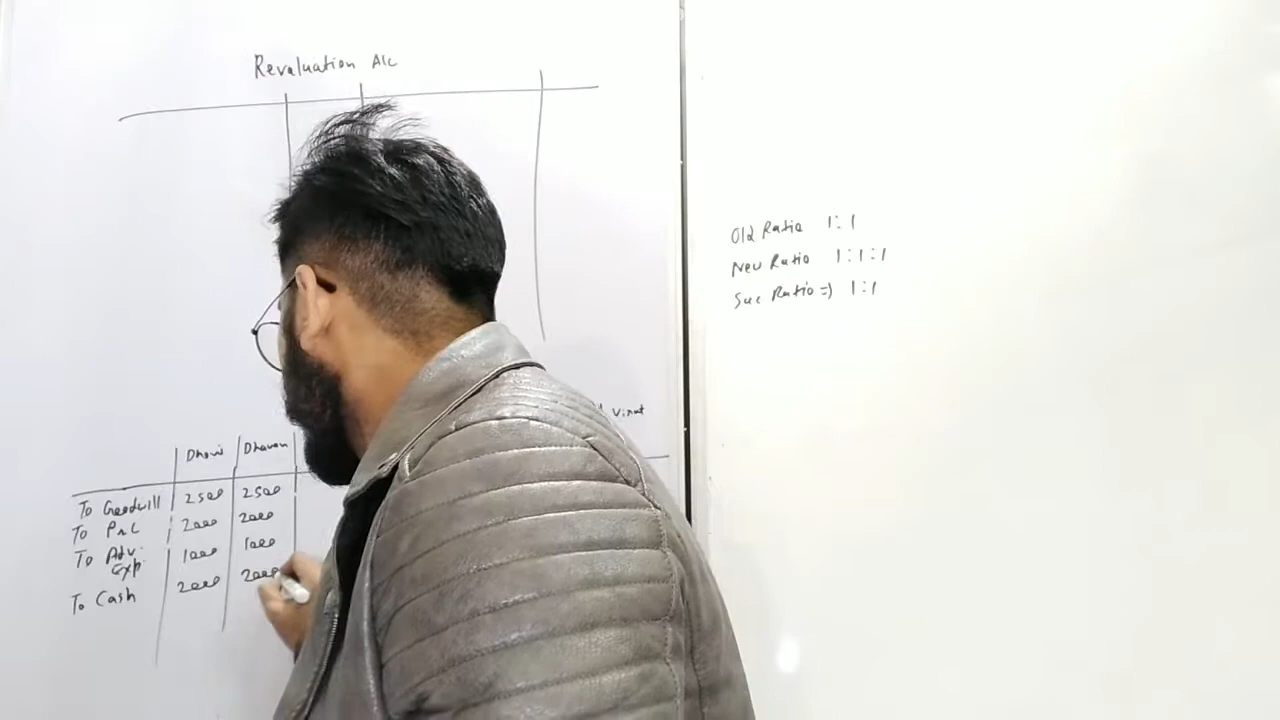 Revaluation A/c
Old Ratio 1:1
New Ratio 1:1:1
Sac Ratio => 1:1
Virat
Dhoni Dhawan
To Goodwill 2500 2500
To P&L 2000 2000
To Adv. Exp. 1000 1000
To Cash 2000 2000